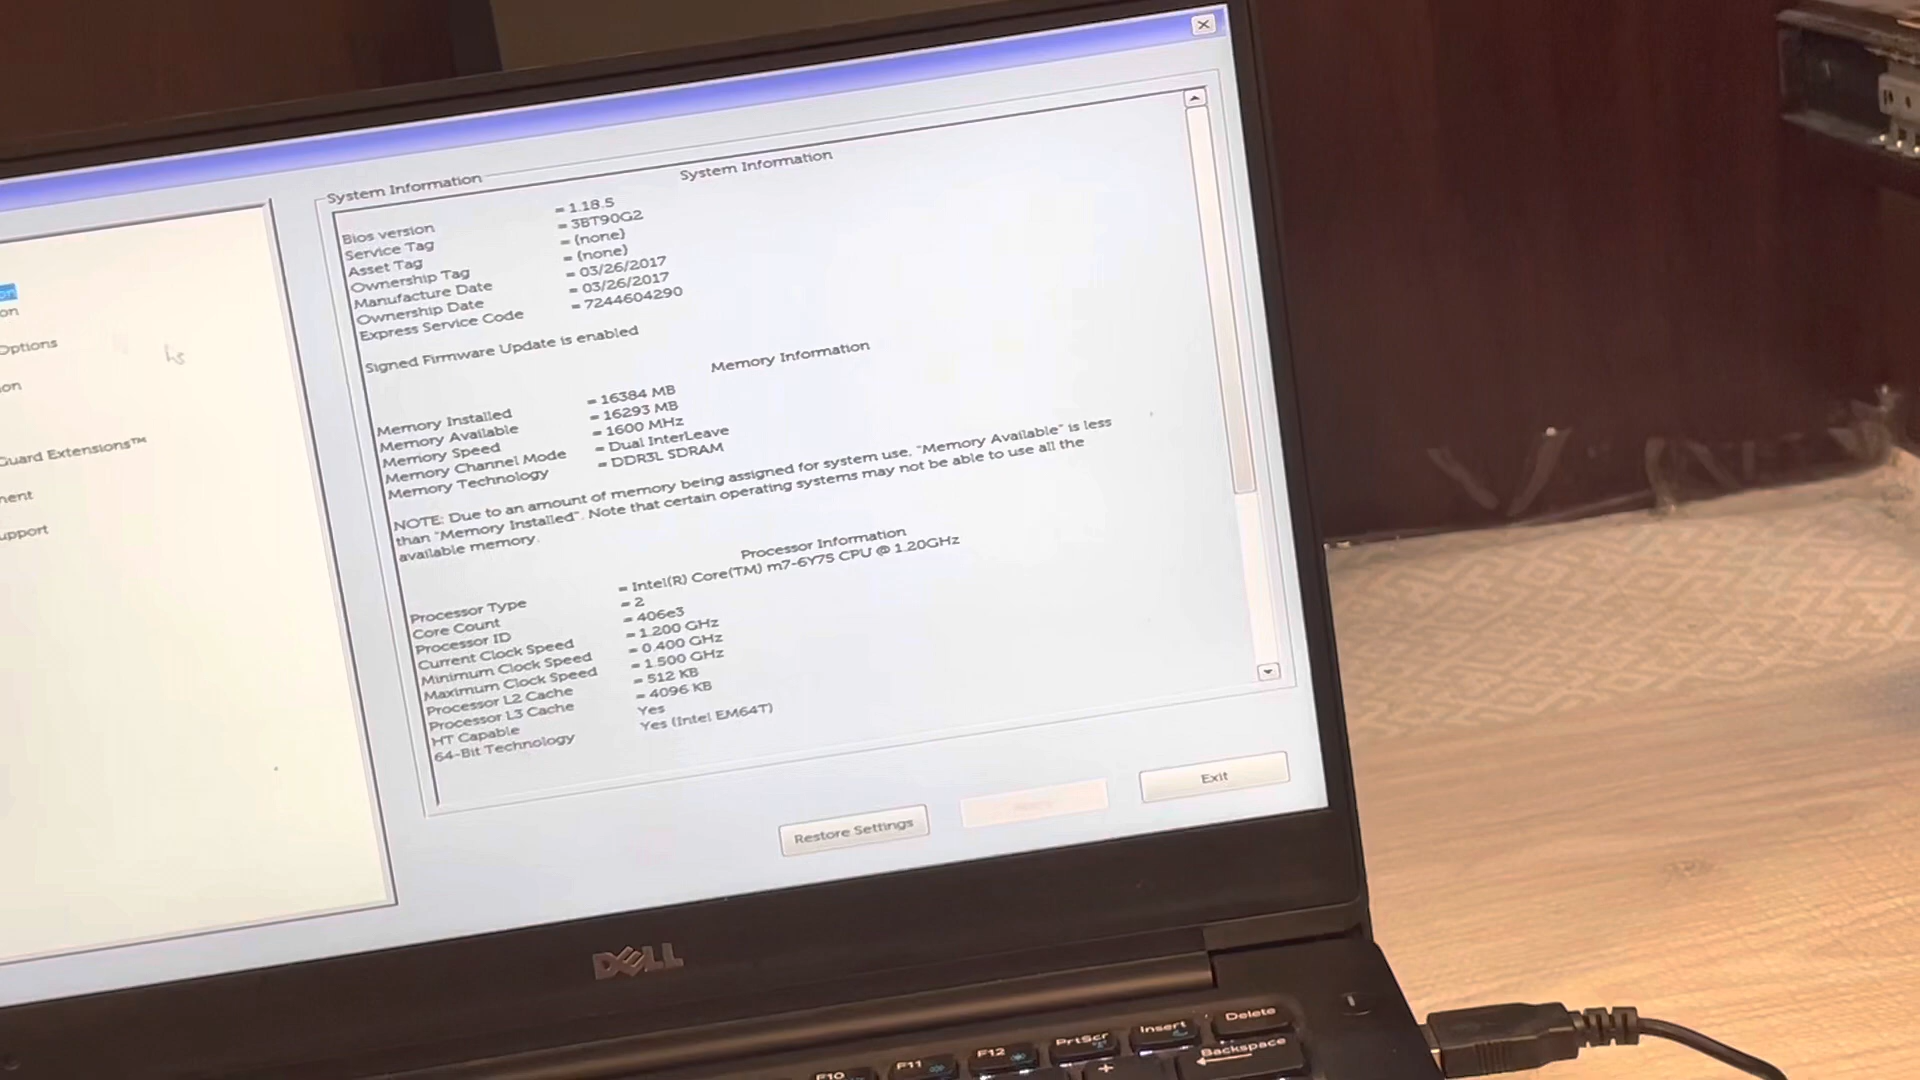 System Information
System Information
Bios version = 1.18.5
Service Tag = 3BT90G2
Asset Tag = (none)
Ownership Tag = (none)
Manufacture Date = 03/26/2017
Ownership Date = 03/26/2017
Express Service Code = 7244604290
Signed Firmware Update is enabled
Memory Information
Memory Installed = 16384 MB
Memory Available = 16293 MB
Memory Speed = 1600 MHz
Memory Channel Mode = Dual InterLeave
Memory Technology = DDR3L SDRAM
NOTE: Due to an amount of memory being assigned for system use, "Memory Available" is less
than "Memory Installed". Note that certain operating systems may not be able to use all the
available memory.
Processor Information
Processor Type = Intel(R) Core(TM) m7-6Y75 CPU @ 1.20GHz
Core Count = 2
Processor ID = 406e3
Current Clock Speed = 1.200 GHz
Minimum Clock Speed = 0.400 GHz
Maximum Clock Speed = 1.500 GHz
Processor L2 Cache = 512 KB
Processor L3 Cache = 4096 KB
HT Capable Yes
64-Bit Technology Yes (Intel EM64T)
on
on
Options
on
Guard Extensions™
ment
upport
Restore Settings
Exit
DELL
F10
F11
F12
PrtScr
Insert
Delete
+
Backspace